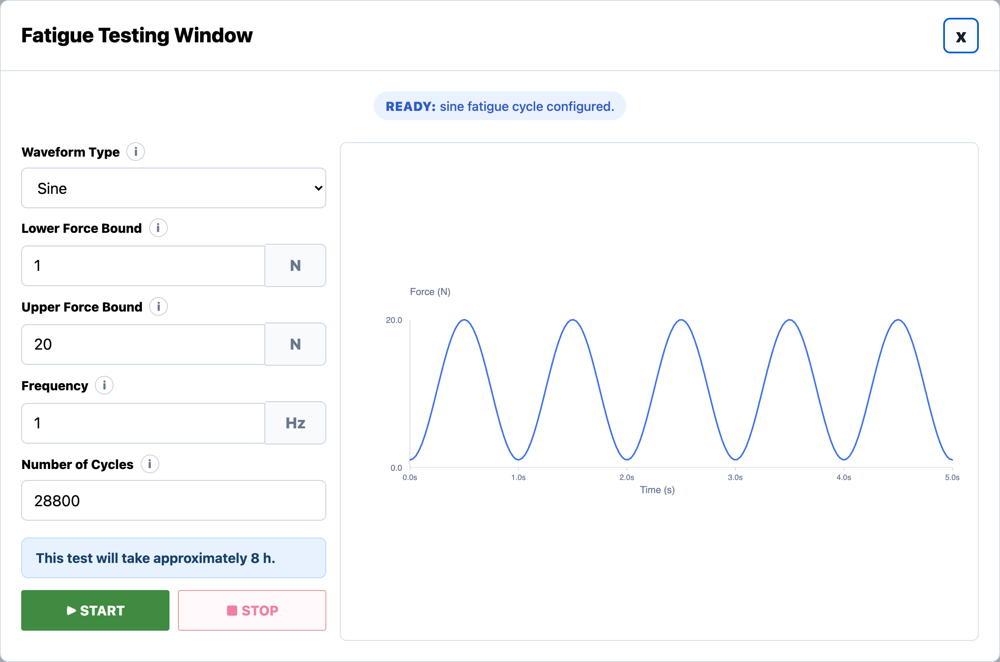 Fatigue Testing Window
x
READY: sine fatigue cycle configured.
Waveform Type i
Sine
Lower Force Bound i
1 N
Upper Force Bound i
20 N
Frequency i
1 Hz
Number of Cycles i
28800
This test will take approximately 8 h.
START STOP
Force (N)
20.0
0.0
0.0s 1.0s 2.0s 3.0s 4.0s 5.0s
Time (s)